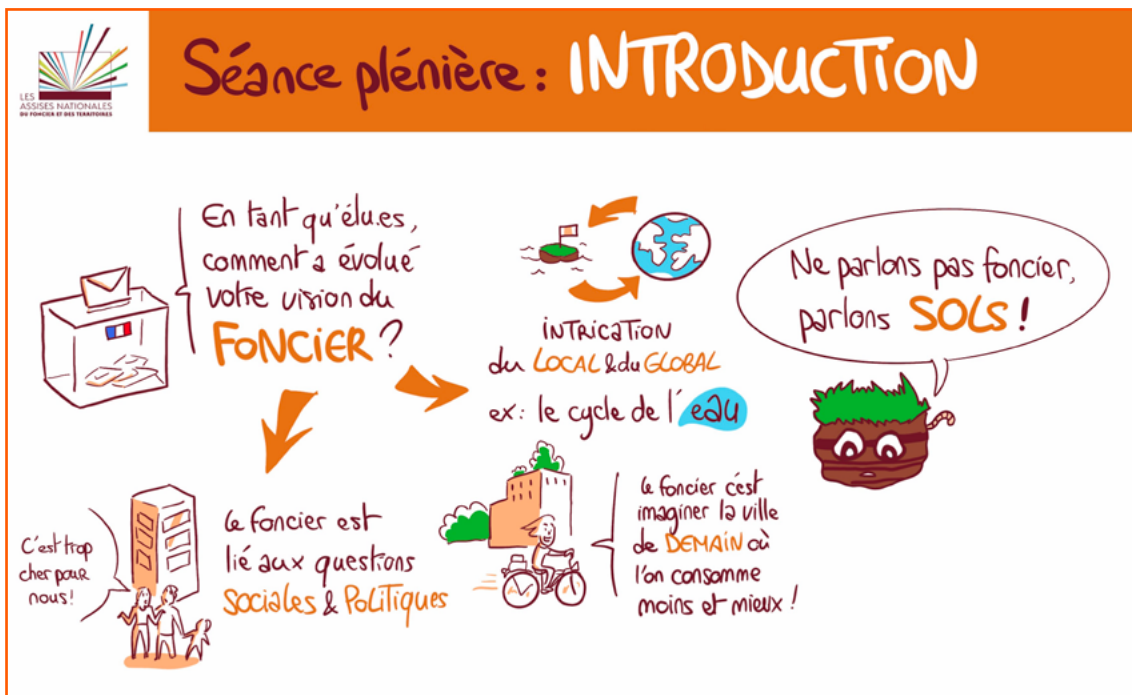 LES
ASSISES NATIONALES
DU FONCIER ET DES TERRITOIRES
Séance plénière : INTRODUCTION
En tant qu'élu.es,
comment a évolué
votre vision du
FONCIER ?
INTRICATION
du LOCAL & du GLOBAL
ex : le cycle de l'eau
Ne parlons pas foncier,
parlons SOLS !
C'est trop
cher pour
nous !
Le foncier est
lié aux questions
Sociales & Politiques
Le foncier c'est
imaginer la ville
de DEMAIN où
l'on consomme
moins et mieux !